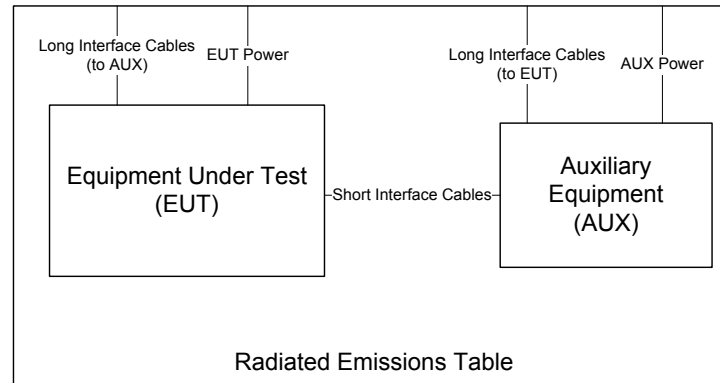 Long Interface Cables
(to AUX)
EUT Power
Long Interface Cables
(to EUT)
AUX Power
Equipment Under Test
(EUT)
Short Interface Cables
Auxiliary
Equipment
(AUX)
Radiated Emissions Table